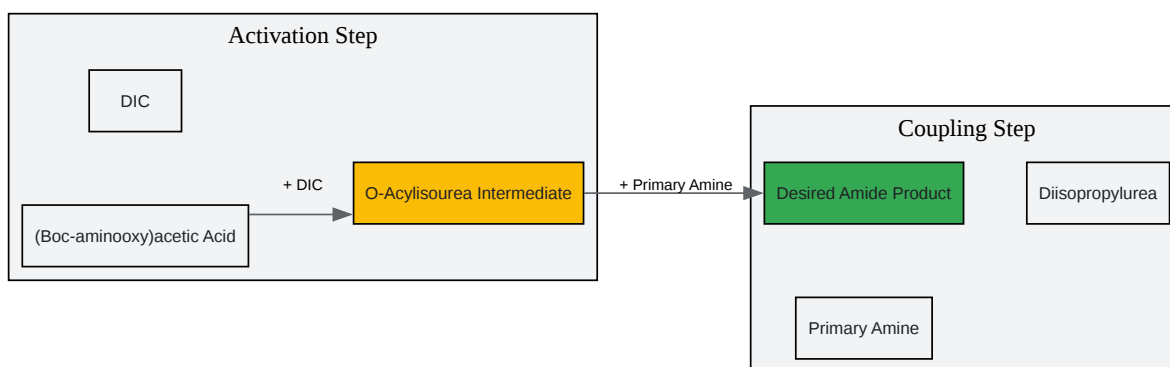 Activation Step
DIC
+ DIC
O-Acylisourea Intermediate
(Boc-aminooxy)acetic Acid
+ Primary Amine
Coupling Step
Desired Amide Product
Diisopropylurea
Primary Amine